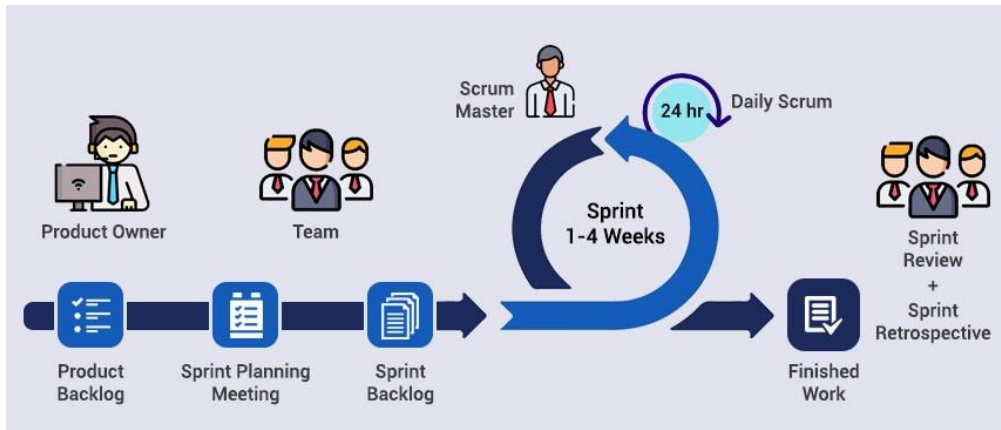 Scrum
Master
24 hr
Daily Scrum
Product Owner
Team
Sprint
1-4 Weeks
Sprint
Review
+
Sprint
Retrospective
Product
Backlog
Sprint Planning
Meeting
Sprint
Backlog
Finished
Work